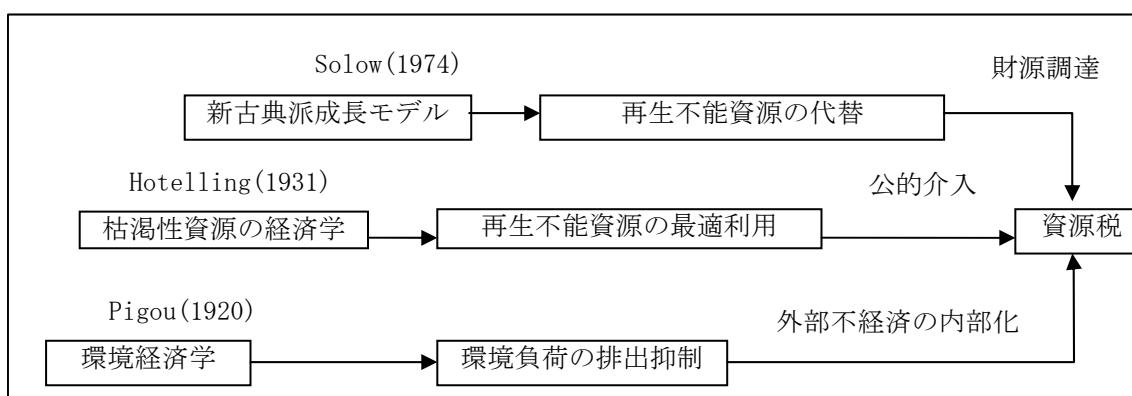 Solow(1974)
財源調達
新古典派成長モデル
再生不能資源の代替
Hotelling(1931)
公的介入
枯渇性資源の経済学
再生不能資源の最適利用
資源税
Pigou(1920)
外部不経済の内部化
環境経済学
環境負荷の排出抑制